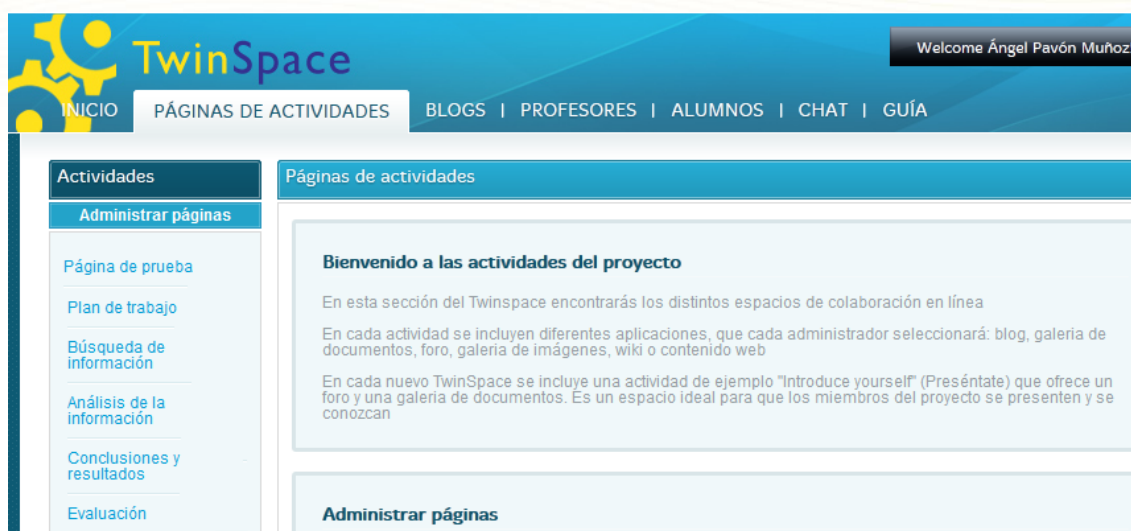 TwinSpace
Welcome Ángel Pavón Muñoz
INICIO PÁGINAS DE ACTIVIDADES BLOGS | PROFESORES | ALUMNOS | CHAT | GUÍA
Actividades
Administrar páginas
Página de prueba
Plan de trabajo
Búsqueda de
información
Análisis de la
información
Conclusiones y
resultados
Evaluación
Páginas de actividades
Bienvenido a las actividades del proyecto
En esta sección del Twinspace encontrarás los distintos espacios de colaboración en línea
En cada actividad se incluyen diferentes aplicaciones, que cada administrador seleccionará: blog, galeria de
documentos, foro, galeria de imágenes, wiki o contenido web
En cada nuevo TwinSpace se incluye una actividad de ejemplo "Introduce yourself" (Preséntate) que ofrece un
foro y una galeria de documentos. Es un espacio ideal para que los miembros del proyecto se presenten y se
conozcan
Administrar páginas